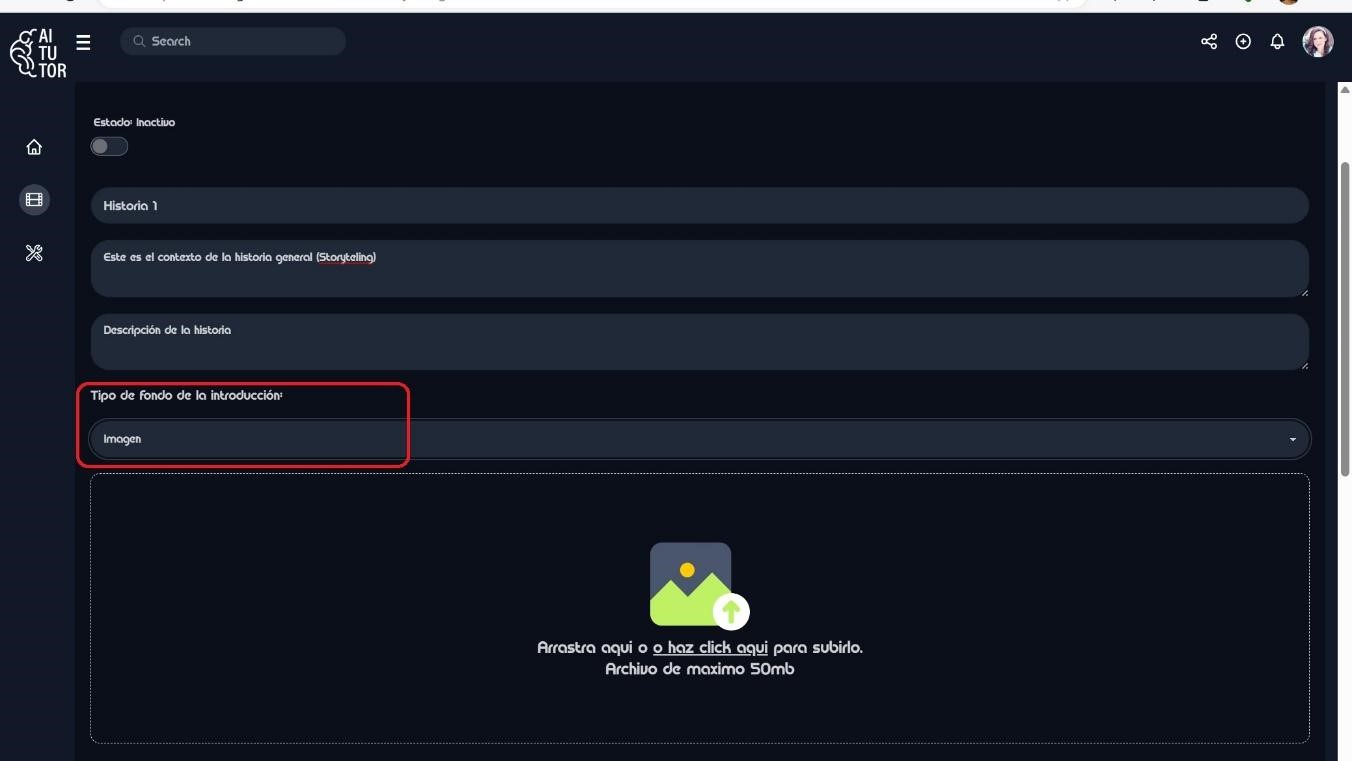 AI
TU
TOR
Search
Estado: Inactivo
Historia 1
Este es el contexto de la historia general (Storyteling)
Descripción de la historia
Tipo de fondo de la introducción:
Imagen
Arrastra aqui o o haz click aqui para subirlo.
Archivo de maximo 50mb